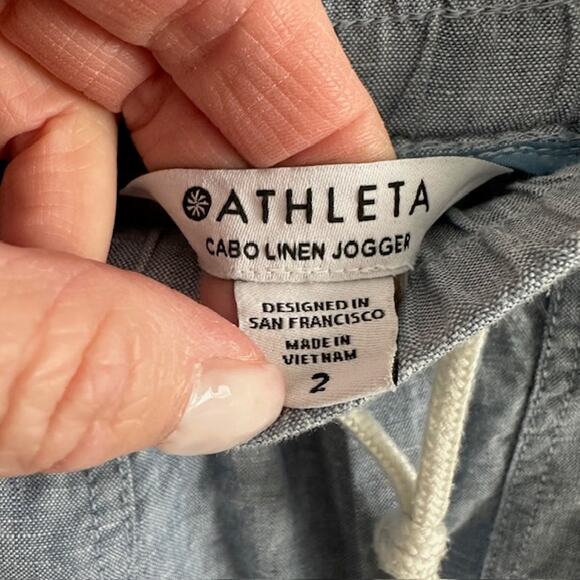 ATHLETA
CABO LINEN JOGGER
DESIGNED IN
SAN FRANCISCO
MADE IN
VIETNAM
2